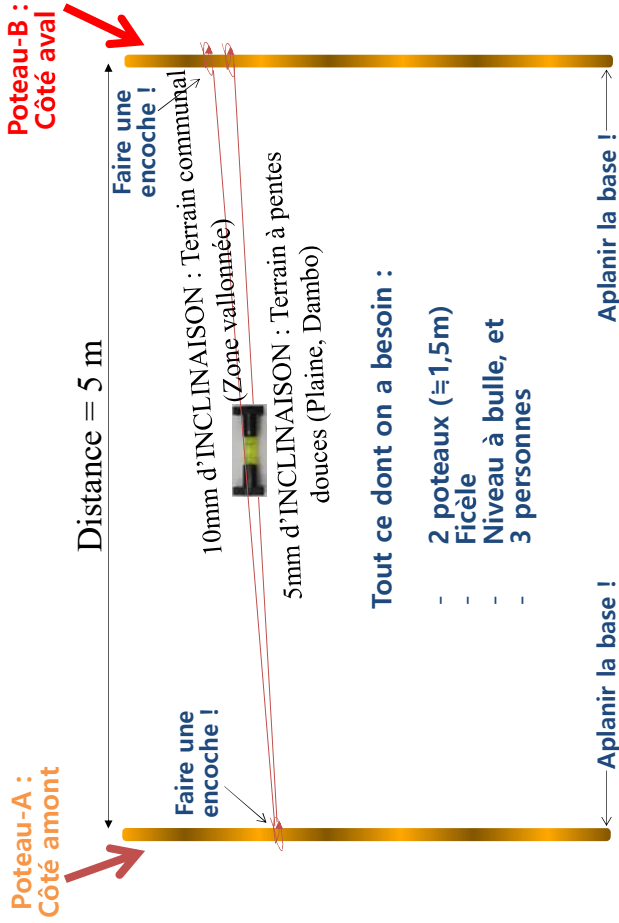 Poteau-A :
Côté amont
Distance = 5 m
Poteau-B :
Côté aval
Faire une
encoche !
Faire une
encoche !
10mm d’INCLINAISON : Terrain communal
(Zone vallonnée)
5mm d’INCLINAISON : Terrain à pentes
douces (Plaine, Dambo)
Tout ce dont on a besoin :
- 2 poteaux (≒1,5m)
- Ficèle
- Niveau à bulle, et
- 3 personnes
Aplanir la base !
Aplanir la base !